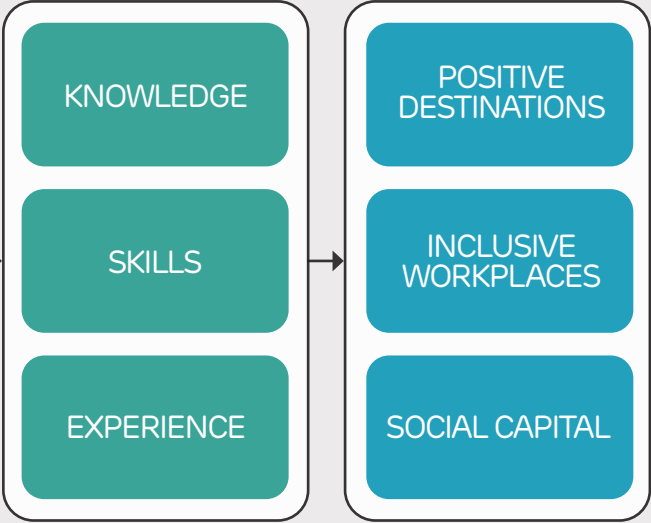 KNOWLEDGE
SKILLS
EXPERIENCE
POSITIVE
DESTINATIONS
INCLUSIVE
WORKPLACES
SOCIAL CAPITAL